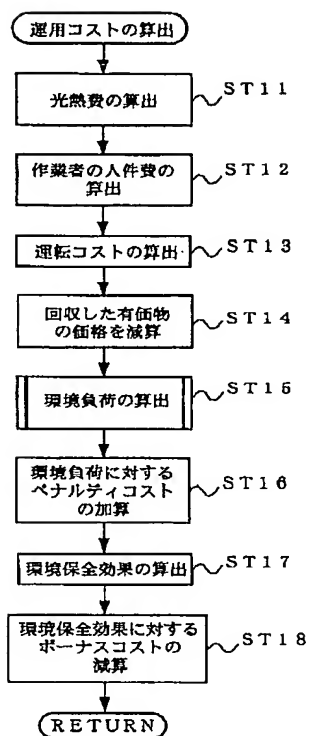 運用コストの算出
光熱費の算出
ST11
作業者の人件費の
算出
ST12
運転コストの算出
ST13
回収した有価物
の価格を減算
ST14
環境負荷の算出
ST15
環境負荷に対する
ペナルティコスト
の加算
ST16
環境保全効果の算出
ST17
環境保全効果に対する
ボーナスコストの
減算
ST18
RETURN